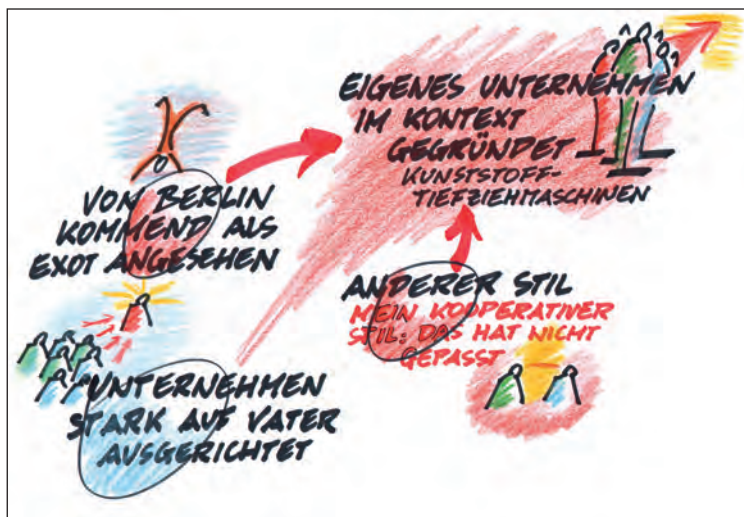 EIGENES UNTERNEHMEN
IM KONTEXT
GEGRÜNDET
KUNSTSTOFF-
TIEFZIEHMASCHINEN
VON BERLIN
KOMMEND ALS
EXOT ANGESEHEN
ANDERER STIL
MEIN KOOPERATIVER
STIL: DAS HAT NICHT
GEPASST
UNTERNEHMEN
STARK AUF VATER
AUSGERICHTET